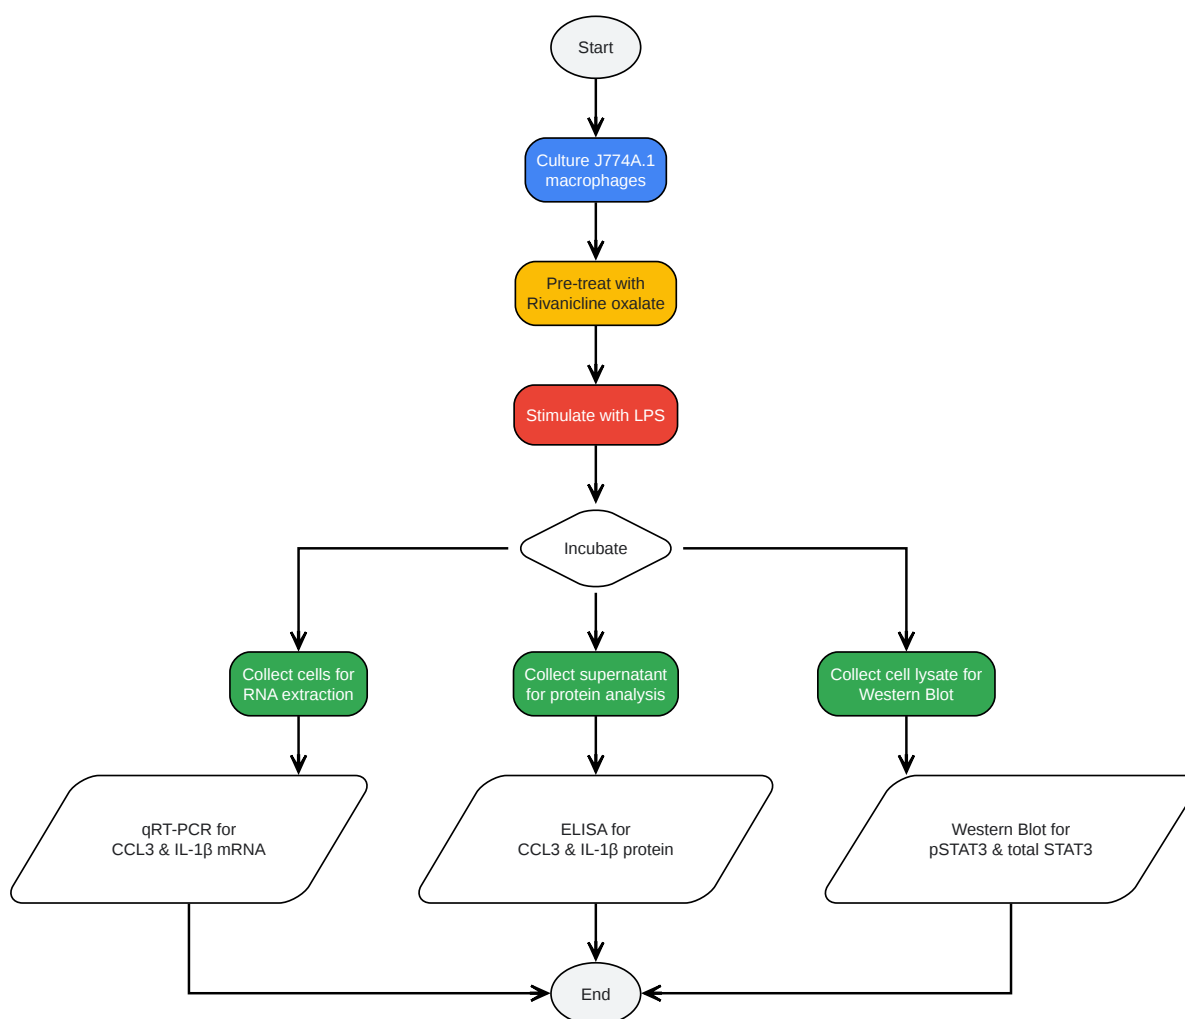 Start
Culture J774A.1
macrophages
Pre-treat with
Rivanicline oxalate
Stimulate with LPS
Incubate
Collect cells for
RNA extraction
Collect supernatant
for protein analysis
Collect cell lysate for
Western Blot
qRT-PCR for
CCL3 & IL-1β mRNA
ELISA for
CCL3 & IL-1β protein
Western Blot for
pSTAT3 & total STAT3
End